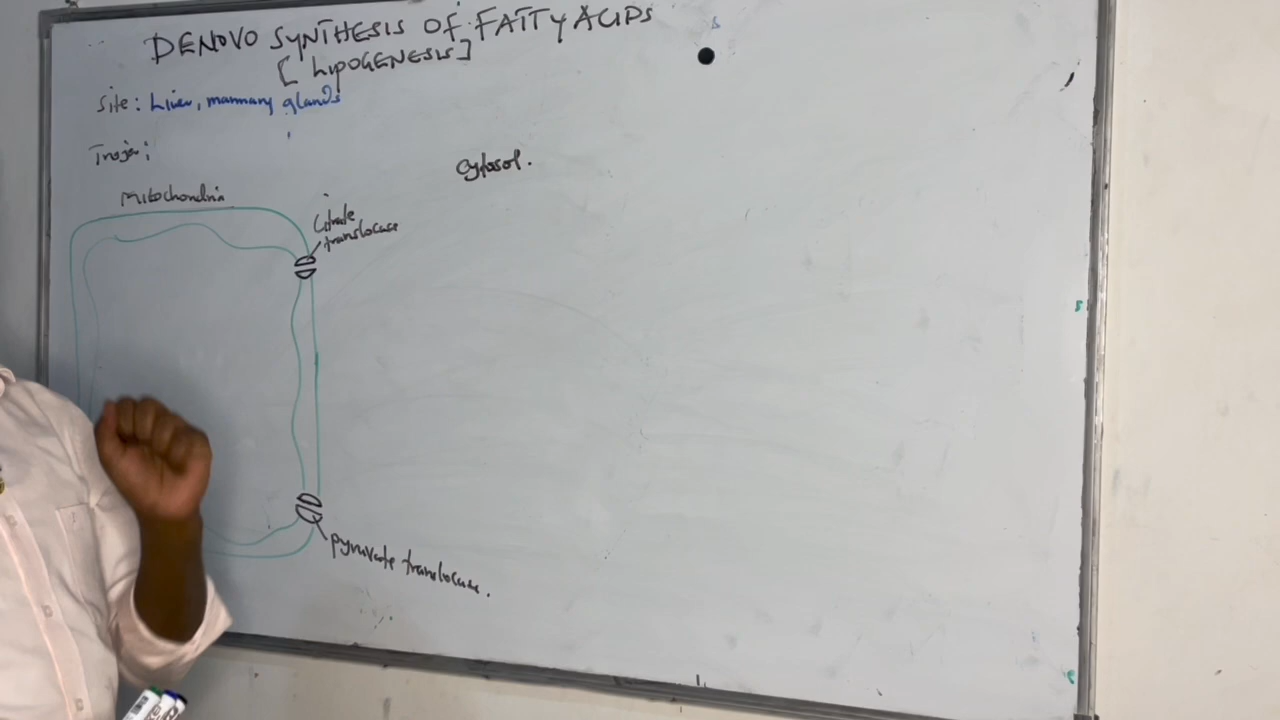 DENOVO SYNTHESIS OF FATTY ACIDS
[LIPOGENESIS]
Site: Liver, mammary glands
Cytosol.
Mitochondria
Citrate
translocase
pyruvate translocase.